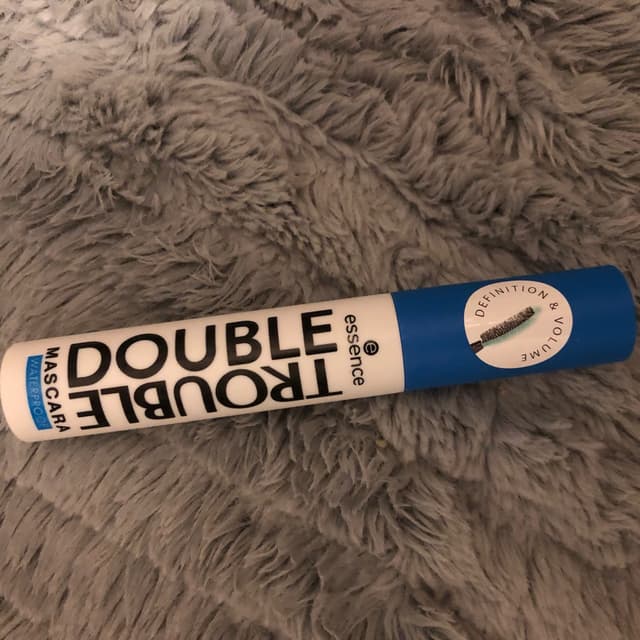 DOUBLE
TROUBLE
MASCARA
WATERPROOF
essence
DEFINITION & VOLUME